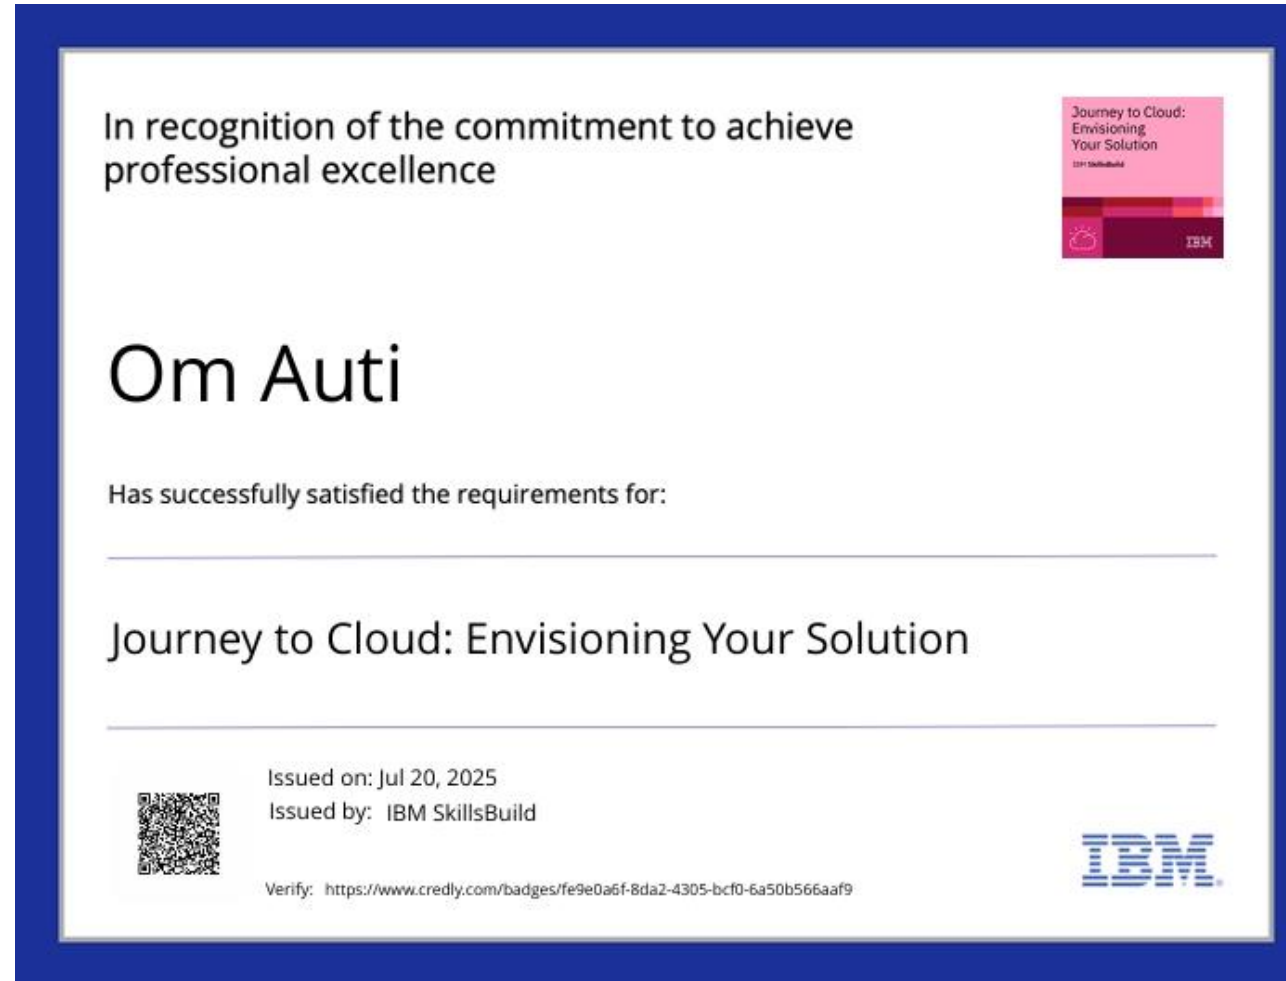 In recognition of the commitment to achieve
professional excellence
Journey to Cloud:
Envisioning
Your Solution
IBM SkillsBuild
IBM
Om Auti
Has successfully satisfied the requirements for:
Journey to Cloud: Envisioning Your Solution
Issued on: Jul 20, 2025
Issued by: IBM SkillsBuild
Verify: https://www.credly.com/badges/fe9e0a6f-8da2-4305-bcf0-6a50b566aaf9
IBM.